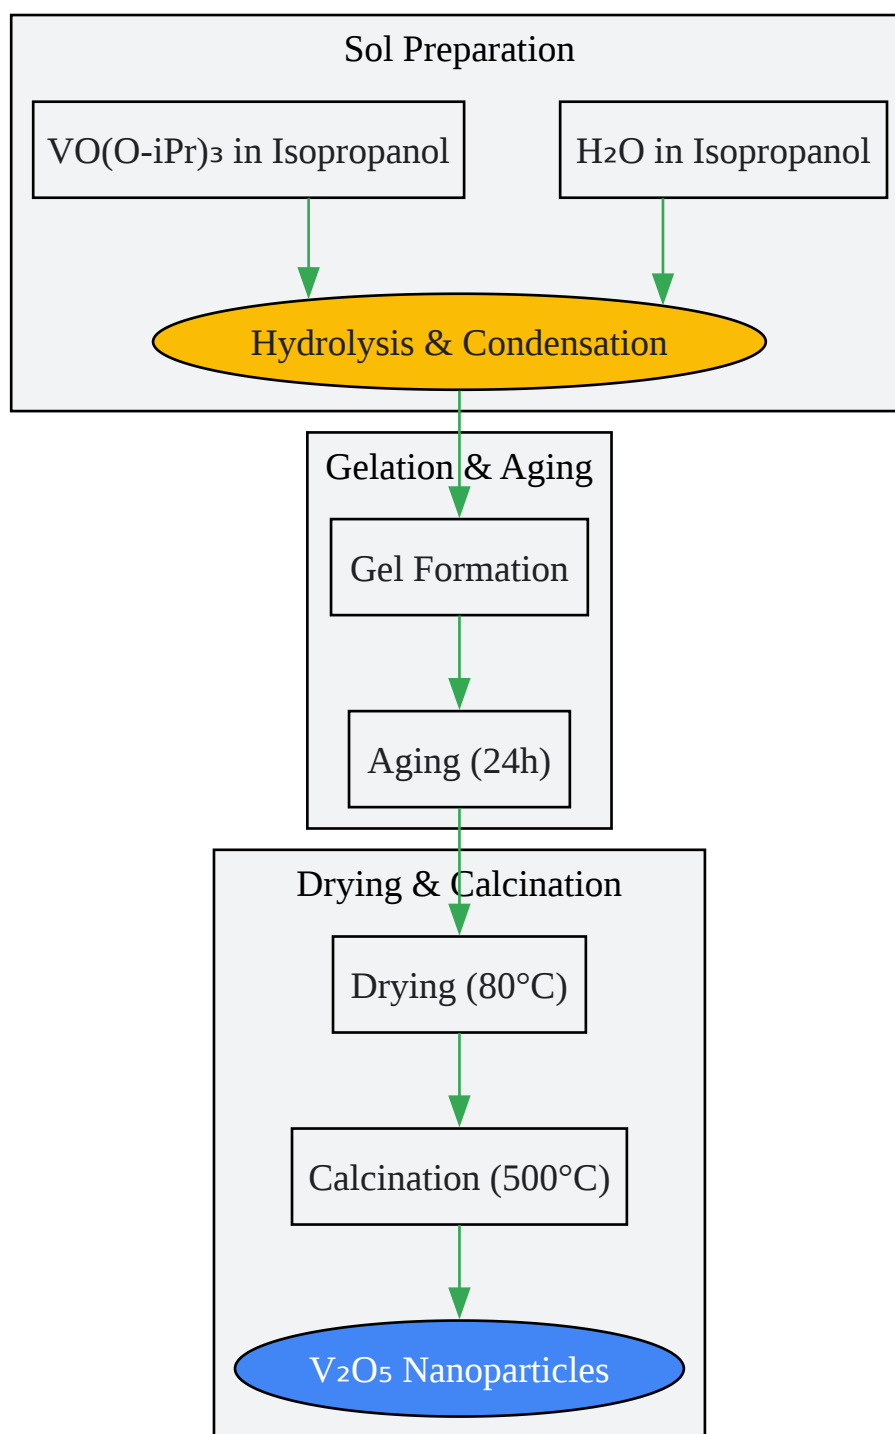 Sol Preparation
VO(O-iPr)₃ in Isopropanol
H₂O in Isopropanol
Hydrolysis & Condensation
Gelation & Aging
Gel Formation
Aging (24h)
Drying & Calcination
Drying (80°C)
Calcination (500°C)
V₂O₅ Nanoparticles